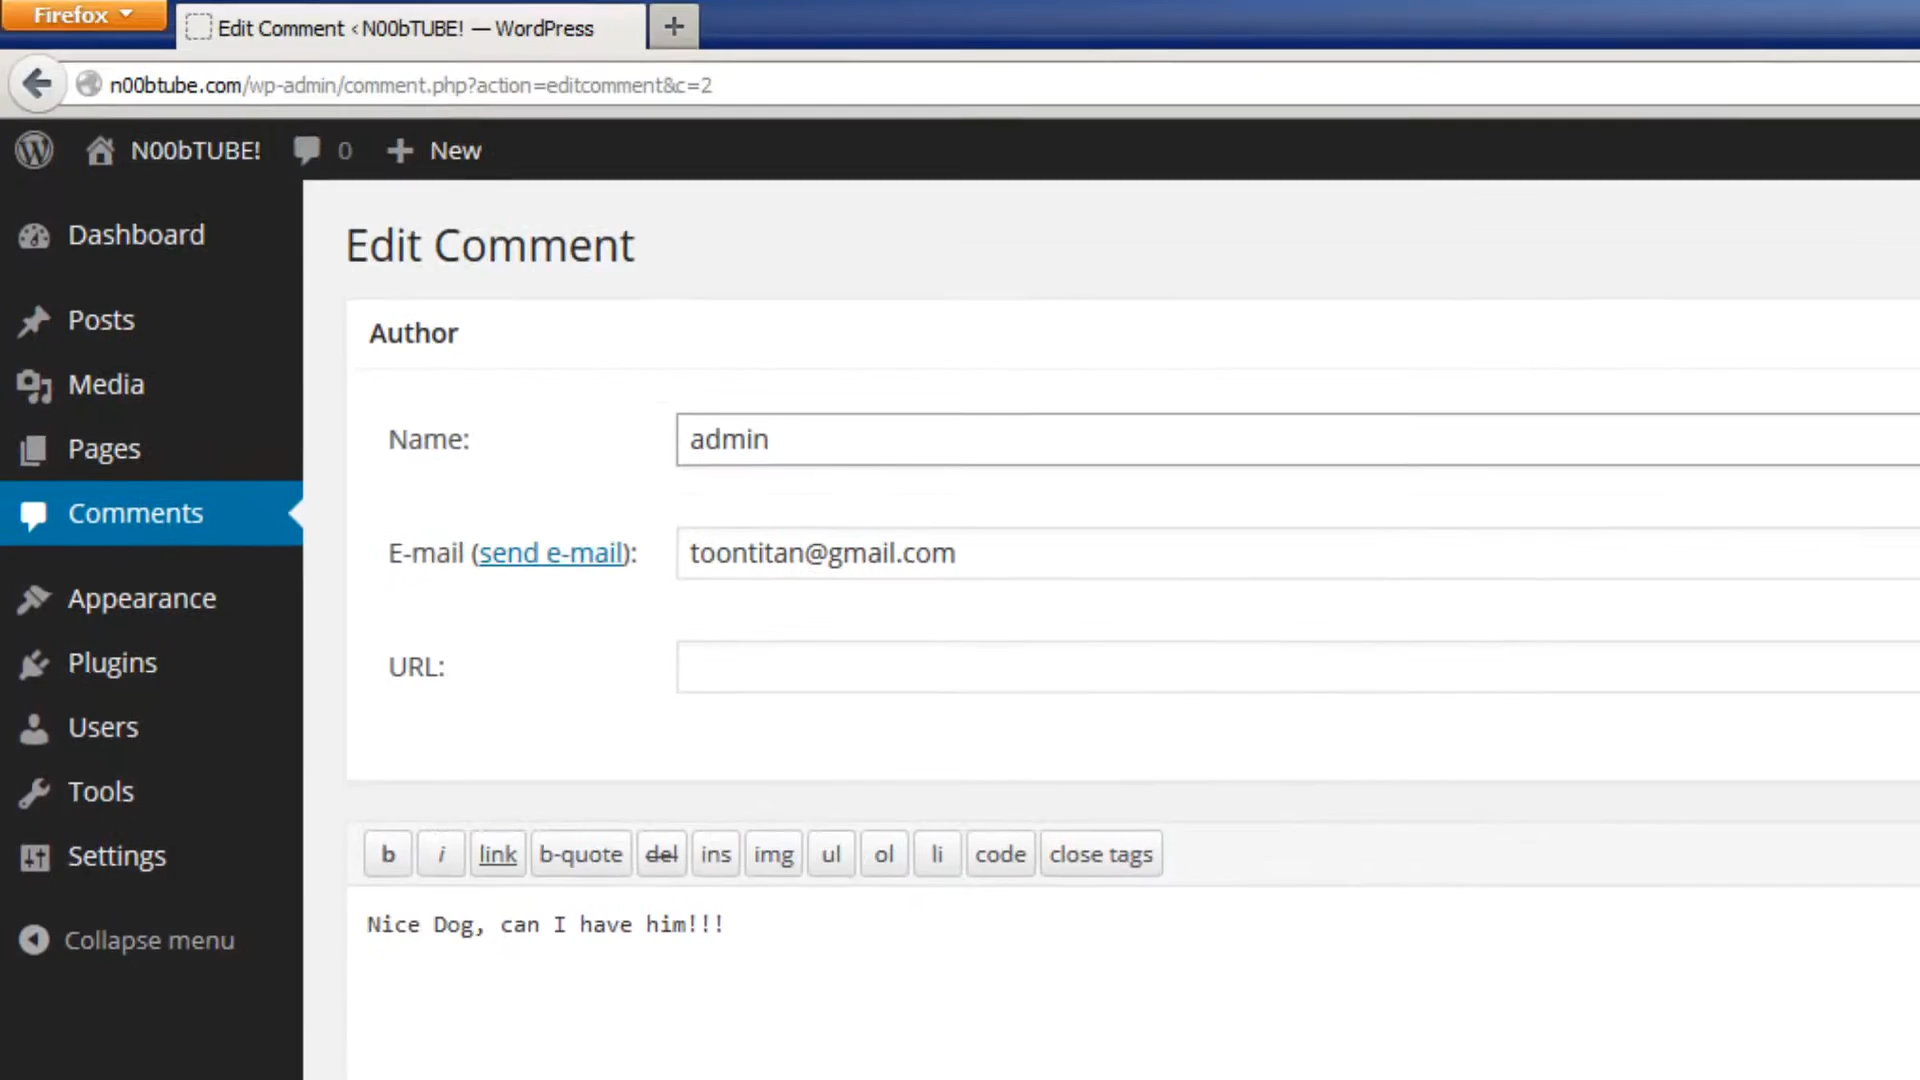 Firefox
Edit Comment ‹ N00bTUBE! — WordPress
n00btube.com/wp-admin/comment.php?action=editcomment&c=2
N00bTUBE! 0 New
Dashboard
Posts
Media
Pages
Comments
Appearance
Plugins
Users
Tools
Settings
Collapse menu
Edit Comment
Author
Name: admin
E-mail (send e-mail): toontitan@gmail.com
URL:
b i link b-quote del ins img ul ol li code close tags
Nice Dog, can I have him!!!